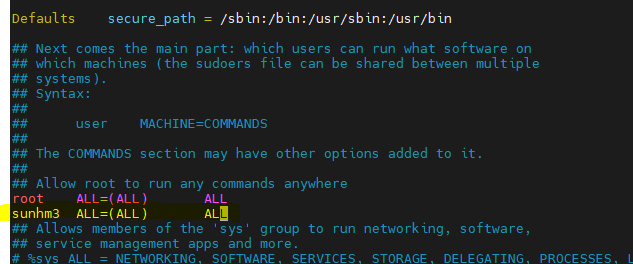 Defaults    secure_path = /sbin:/bin:/usr/sbin:/usr/bin
## Next comes the main part: which users can run what software on
## which machines (the sudoers file can be shared between multiple
## systems).
## Syntax:
##
##      user    MACHINE=COMMANDS
##
## The COMMANDS section may have other options added to it.
##
## Allow root to run any commands anywhere
root    ALL=(ALL)       ALL
sunhm3  ALL=(ALL)       ALL
## Allows members of the 'sys' group to run networking, software,
## service management apps and more.
# %sys ALL = NETWORKING, SOFTWARE, SERVICES, STORAGE, DELEGATING, PROCESSES,